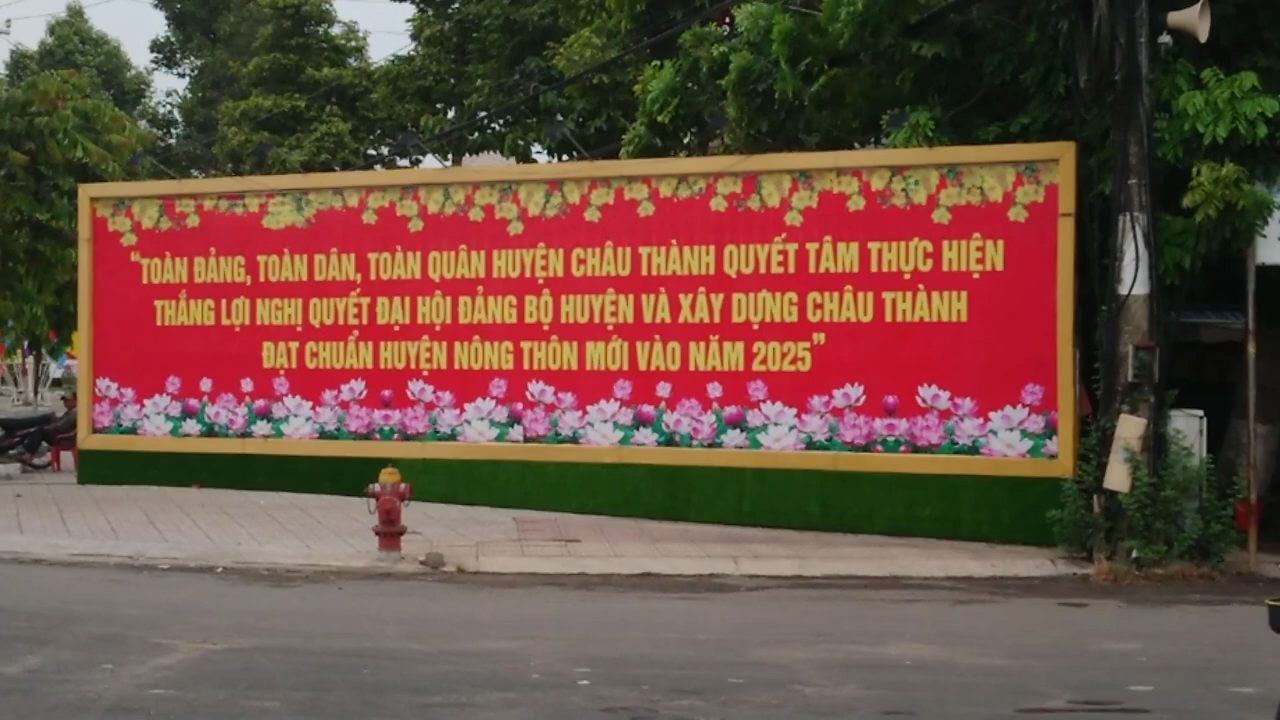 “TOÀN ĐẢNG, TOÀN DÂN, TOÀN QUÂN HUYỆN CHÂU THÀNH QUYẾT TÂM THỰC HIỆN
THẮNG LỢI NGHỊ QUYẾT ĐẠI HỘI ĐẢNG BỘ HUYỆN VÀ XÂY DỰNG CHÂU THÀNH
ĐẠT CHUẨN HUYỆN NÔNG THÔN MỚI VÀO NĂM 2025”